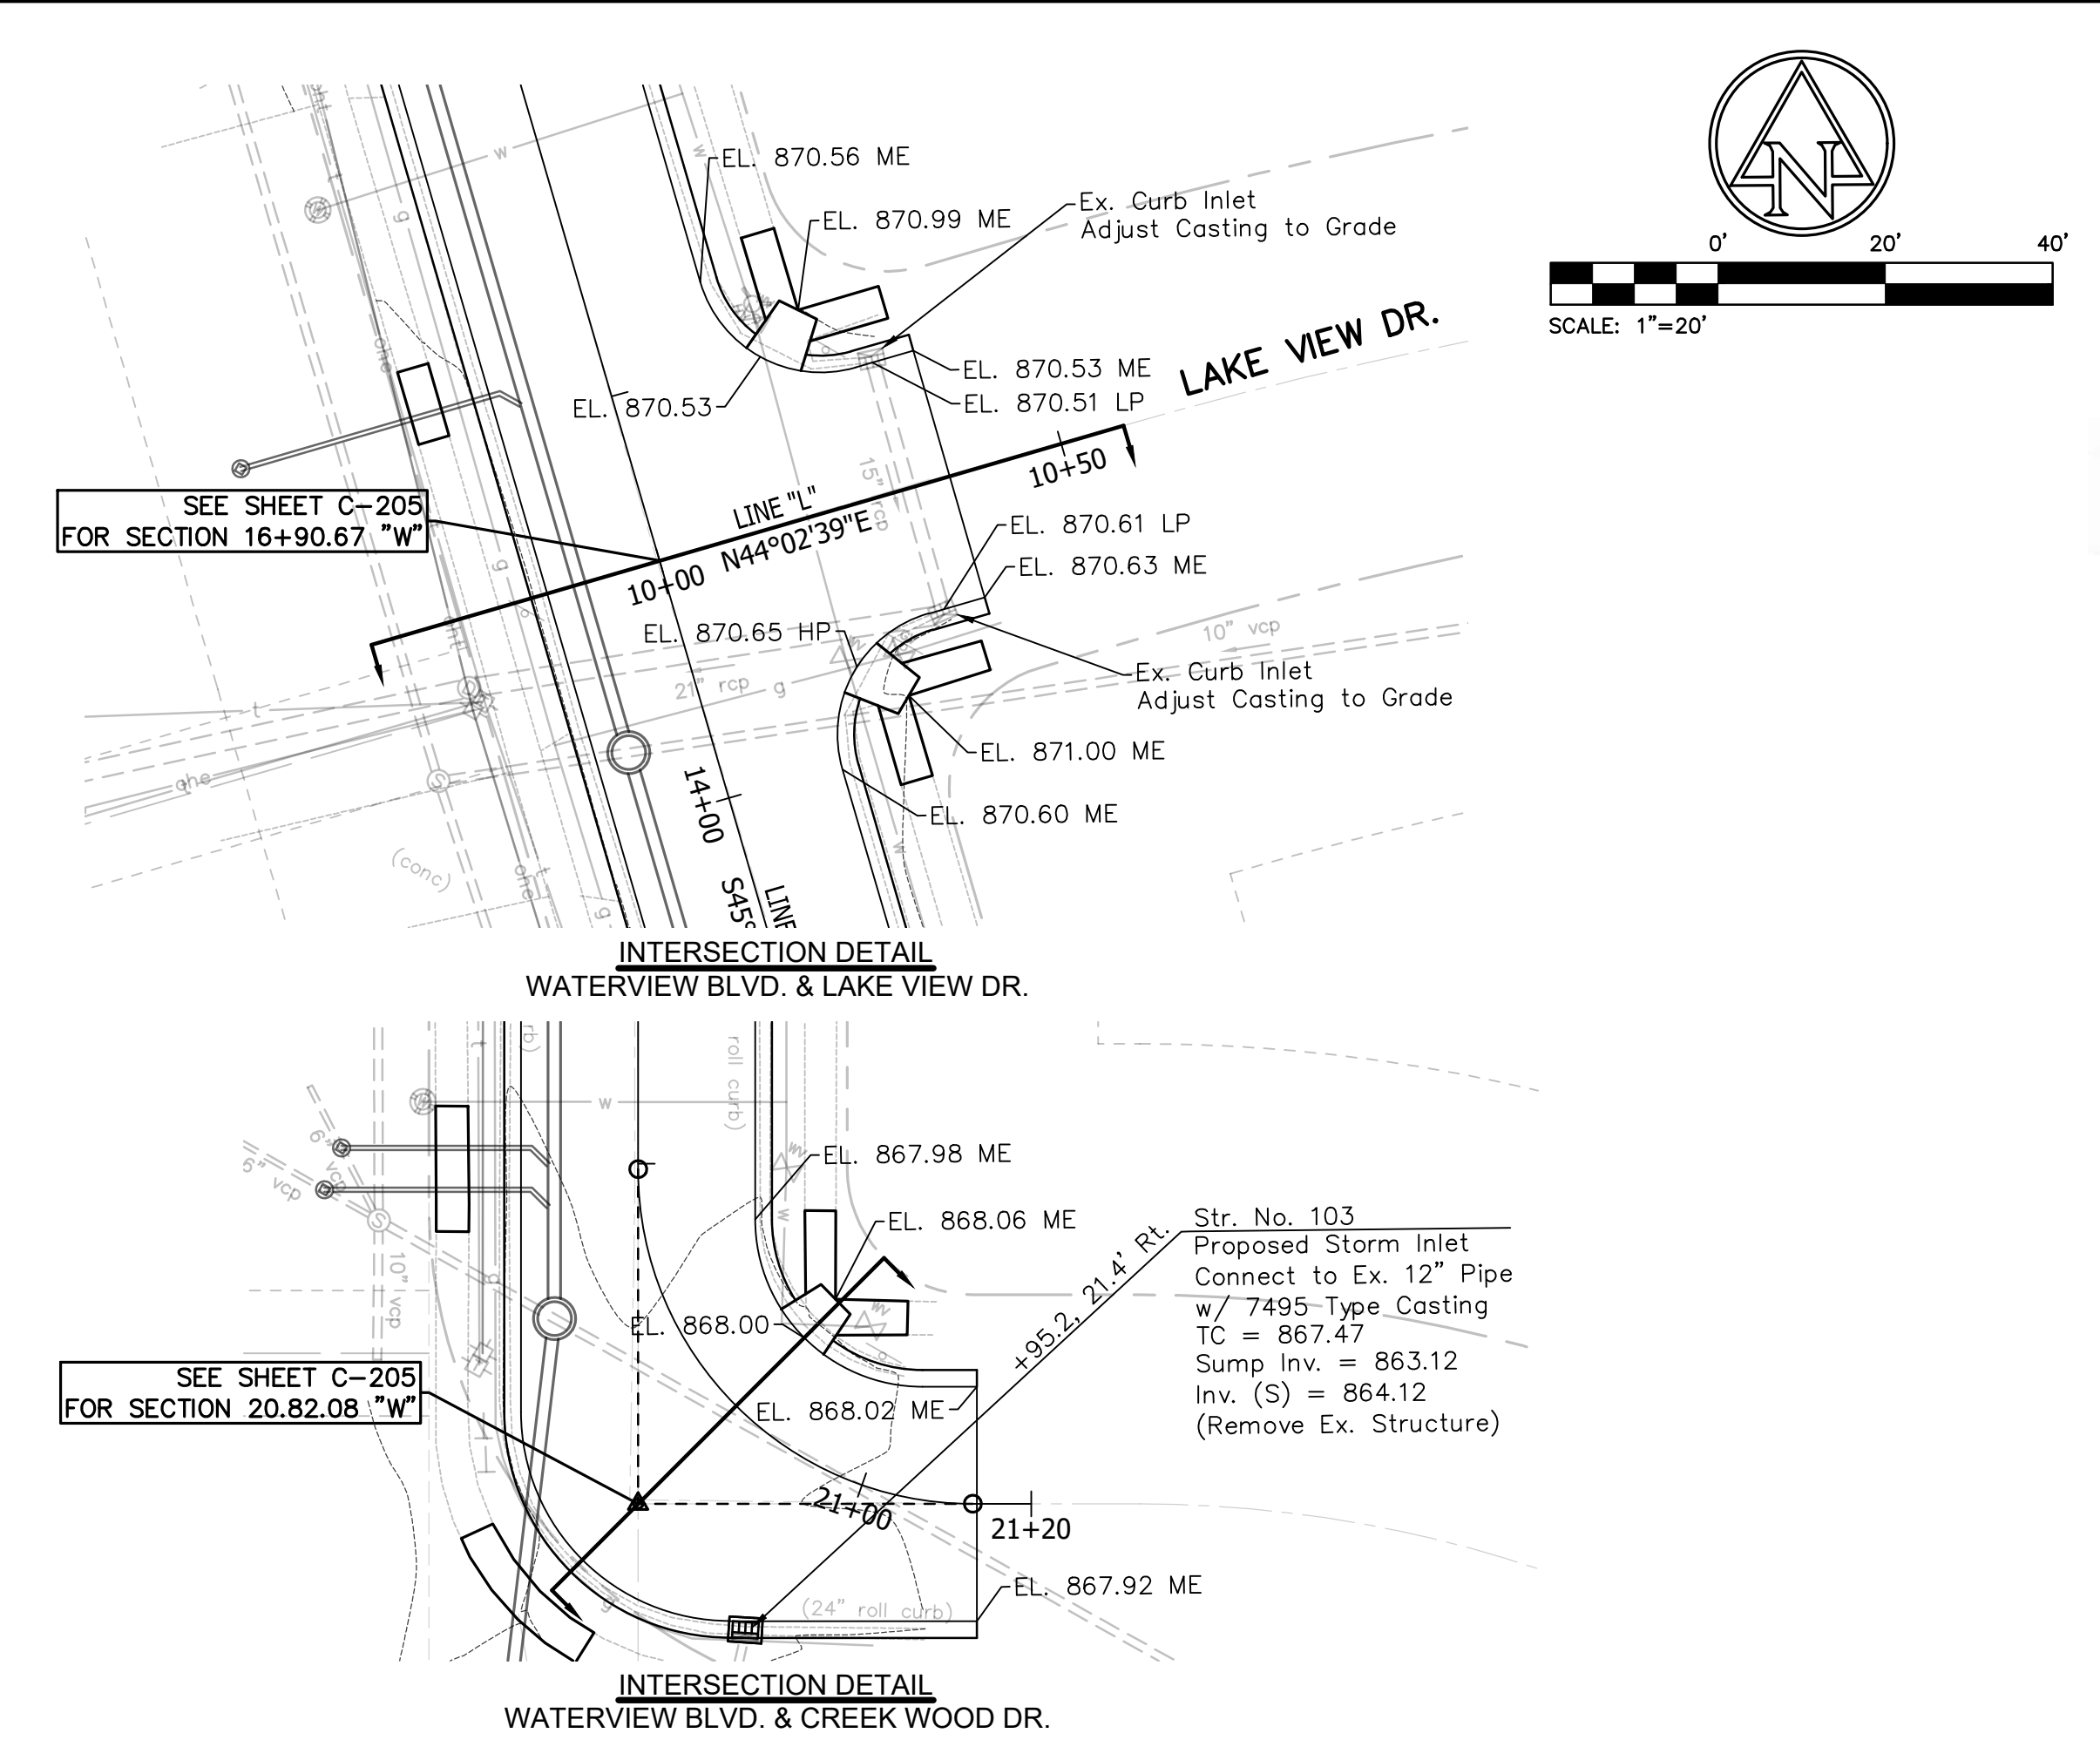 EL. 870.56 ME
EL. 870.99 ME
Ex. Curb Inlet
Adjust Casting to Grade
N
0' 20' 40'
SCALE: 1"=20'
LAKE VIEW DR.
EL. 870.53 ME
EL. 870.51 LP
EL. 870.53
10+50
15" rcp
LINE "L"
N44°02'39"E
SEE SHEET C-205
FOR SECTION 16+90.67 "W"
10+00
EL. 870.61 LP
EL. 870.63 ME
EL. 870.65 HP
10" vcp
21" rcp
Ex. Curb Inlet
Adjust Casting to Grade
EL. 871.00 ME
EL. 870.60 ME
14+00
(conc)
ohe
ohe
ohe
w
w
w
g
g
g
g
t
S
LINE
S45°
INTERSECTION DETAIL
WATERVIEW BLVD. & LAKE VIEW DR.
roll curb)
rb)
w
w
6" vcp
vcp
S
10" vcp
EL. 867.98 ME
EL. 868.06 ME
EL. 868.00
+95.2, 21.4' Rt.
Str. No. 103
Proposed Storm Inlet
Connect to Ex. 12" Pipe
w/ 7495 Type Casting
TC = 867.47
Sump Inv. = 863.12
Inv. (S) = 864.12
(Remove Ex. Structure)
SEE SHEET C-205
FOR SECTION 20.82.08 "W"
EL. 868.02 ME
21+00
21+20
EL. 867.92 ME
(24" roll curb)
INTERSECTION DETAIL
WATERVIEW BLVD. & CREEK WOOD DR.